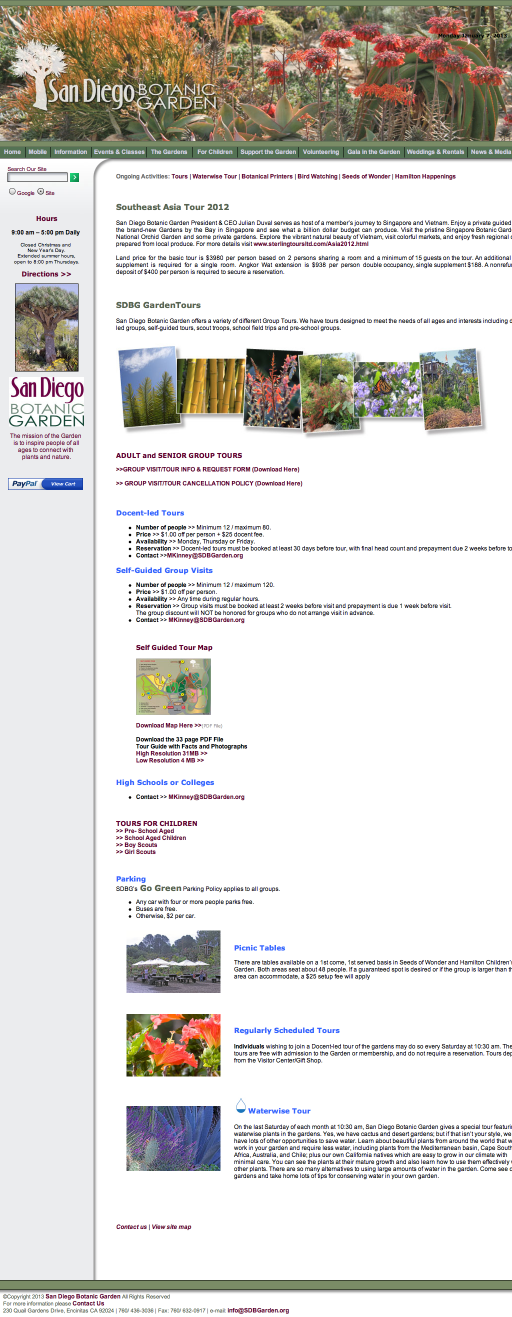 Monday January 7, 2013
San Diego BOTANIC
GARDEN
Home Mobile Information Events & Classes The Gardens For Children Support the Garden Volunteering Gala in the Garden Weddings & Rentals News & Media
Search Our Site
Google Site
Hours
9:00 am – 5:00 pm Daily
Closed Christmas and
New Year's Day.
Extended summer hours,
open to 8:00 pm Thursdays.
Directions >>
San Diego
BOTANIC
GARDEN
The mission of the Garden
is to inspire people of all
ages to connect with
plants and nature.
PayPal View Cart
Ongoing Activities: Tours | Waterwise Tour | Botanical Printers | Bird Watching | Seeds of Wonder | Hamilton Happenings
Southeast Asia Tour 2012
San Diego Botanic Garden President & CEO Julian Duval serves as host of a member's journey to Singapore and Vietnam. Enjoy a private guided
the brand-new Gardens by the Bay in Singapore and see what a billion dollar budget can produce. Visit the pristine Singapore Botanic Gard
National Orchid Garden and some private gardens. Explore the vibrant natural beauty of Vietnam, visit colorful markets, and enjoy fresh regional
prepared from local produce. For more details visit www.sterlingtoursltd.com/Asia2012.html
Land price for the basic tour is $3980 per person based on 2 persons sharing a room and a minimum of 15 guests on the tour. An additional
supplement is required for a single room. Angkor Wat extension is $938 per person double occupancy, single supplement $188. A nonrefu
deposit of $400 per person is required to secure a reservation.
SDBG GardenTours
San Diego Botanic Garden offers a variety of different Group Tours. We have tours designed to meet the needs of all ages and interests including
led groups, self-guided tours, scout troops, school field trips and pre-school groups.
ADULT and SENIOR GROUP TOURS
>>GROUP VISIT/TOUR INFO & REQUEST FORM (Download Here)
>> GROUP VISIT/TOUR CANCELLATION POLICY (Download Here)
Docent-led Tours
Number of people >> Minimum 12 / maximum 80.
Price >> $1.00 off per person + $25 docent fee.
Availability >> Monday, Thursday or Friday.
Reservation >> Docent-led tours must be booked at least 30 days before tour, with final head count and prepayment due 2 weeks before to
Contact >>MKinney@SDBGarden.org
Self-Guided Group Visits
Number of people >> Minimum 12 / maximum 120.
Price >> $1.00 off per person.
Availability >> Any time during regular hours.
Reservation >> Group visits must be booked at least 2 weeks before visit and prepayment is due 1 week before visit.
The group discount will NOT be honored for groups who do not arrange visit in advance.
Contact >> MKinney@SDBGarden.org
Self Guided Tour Map
Download Map Here >>(PDF File)
Download the 33 page PDF File
Tour Guide with Facts and Photographs
High Resolution 31MB >>
Low Resolution 4 MB >>
High Schools or Colleges
Contact >> MKinney@SDBGarden.org
TOURS FOR CHILDREN
>> Pre- School Aged
>> School Aged Children
>> Boy Scouts
>> Girl Scouts
Parking
SDBG's Go Green Parking Policy applies to all groups.
Any car with four or more people parks free.
Buses are free.
Otherwise, $2 per car.
Picnic Tables
There are tables available on a 1st come, 1st served basis in Seeds of Wonder and Hamilton Children's
Garden. Both areas seat about 48 people. If a guaranteed spot is desired or if the group is larger than th
area can accommodate, a $25 setup fee will apply
Regularly Scheduled Tours
Individuals wishing to join a Docent-led tour of the gardens may do so every Saturday at 10:30 am. The
tours are free with admission to the Garden or membership, and do not require a reservation. Tours dep
from the Visitor Center/Gift Shop.
Waterwise Tour
On the last Saturday of each month at 10:30 am, San Diego Botanic Garden gives a special tour featuri
waterwise plants in the gardens. Yes, we have cactus and desert gardens; but if that isn't your style, we
have lots of other opportunities to save water. Learn about beautiful plants from around the world that w
work in your garden and require less water, including plants from the Mediterranean basin, Cape South
Africa, Australia, and Chile; plus our own California natives which are easy to grow in our climate with
minimal care. You can see the plants at their mature growth and also learn how to use them effectively
other plants. There are so many alternatives to using large amounts of water in the garden. Come see o
gardens and take home lots of tips for conserving water in your own garden.
Contact us | View site map
©Copyright 2013 San Diego Botanic Garden All Rights Reserved
For more information please Contact Us
230 Quail Gardens Drive, Encinitas CA 92024 | 760/ 436-3036 | Fax: 760/ 632-0917 | e-mail: info@SDBGarden.org